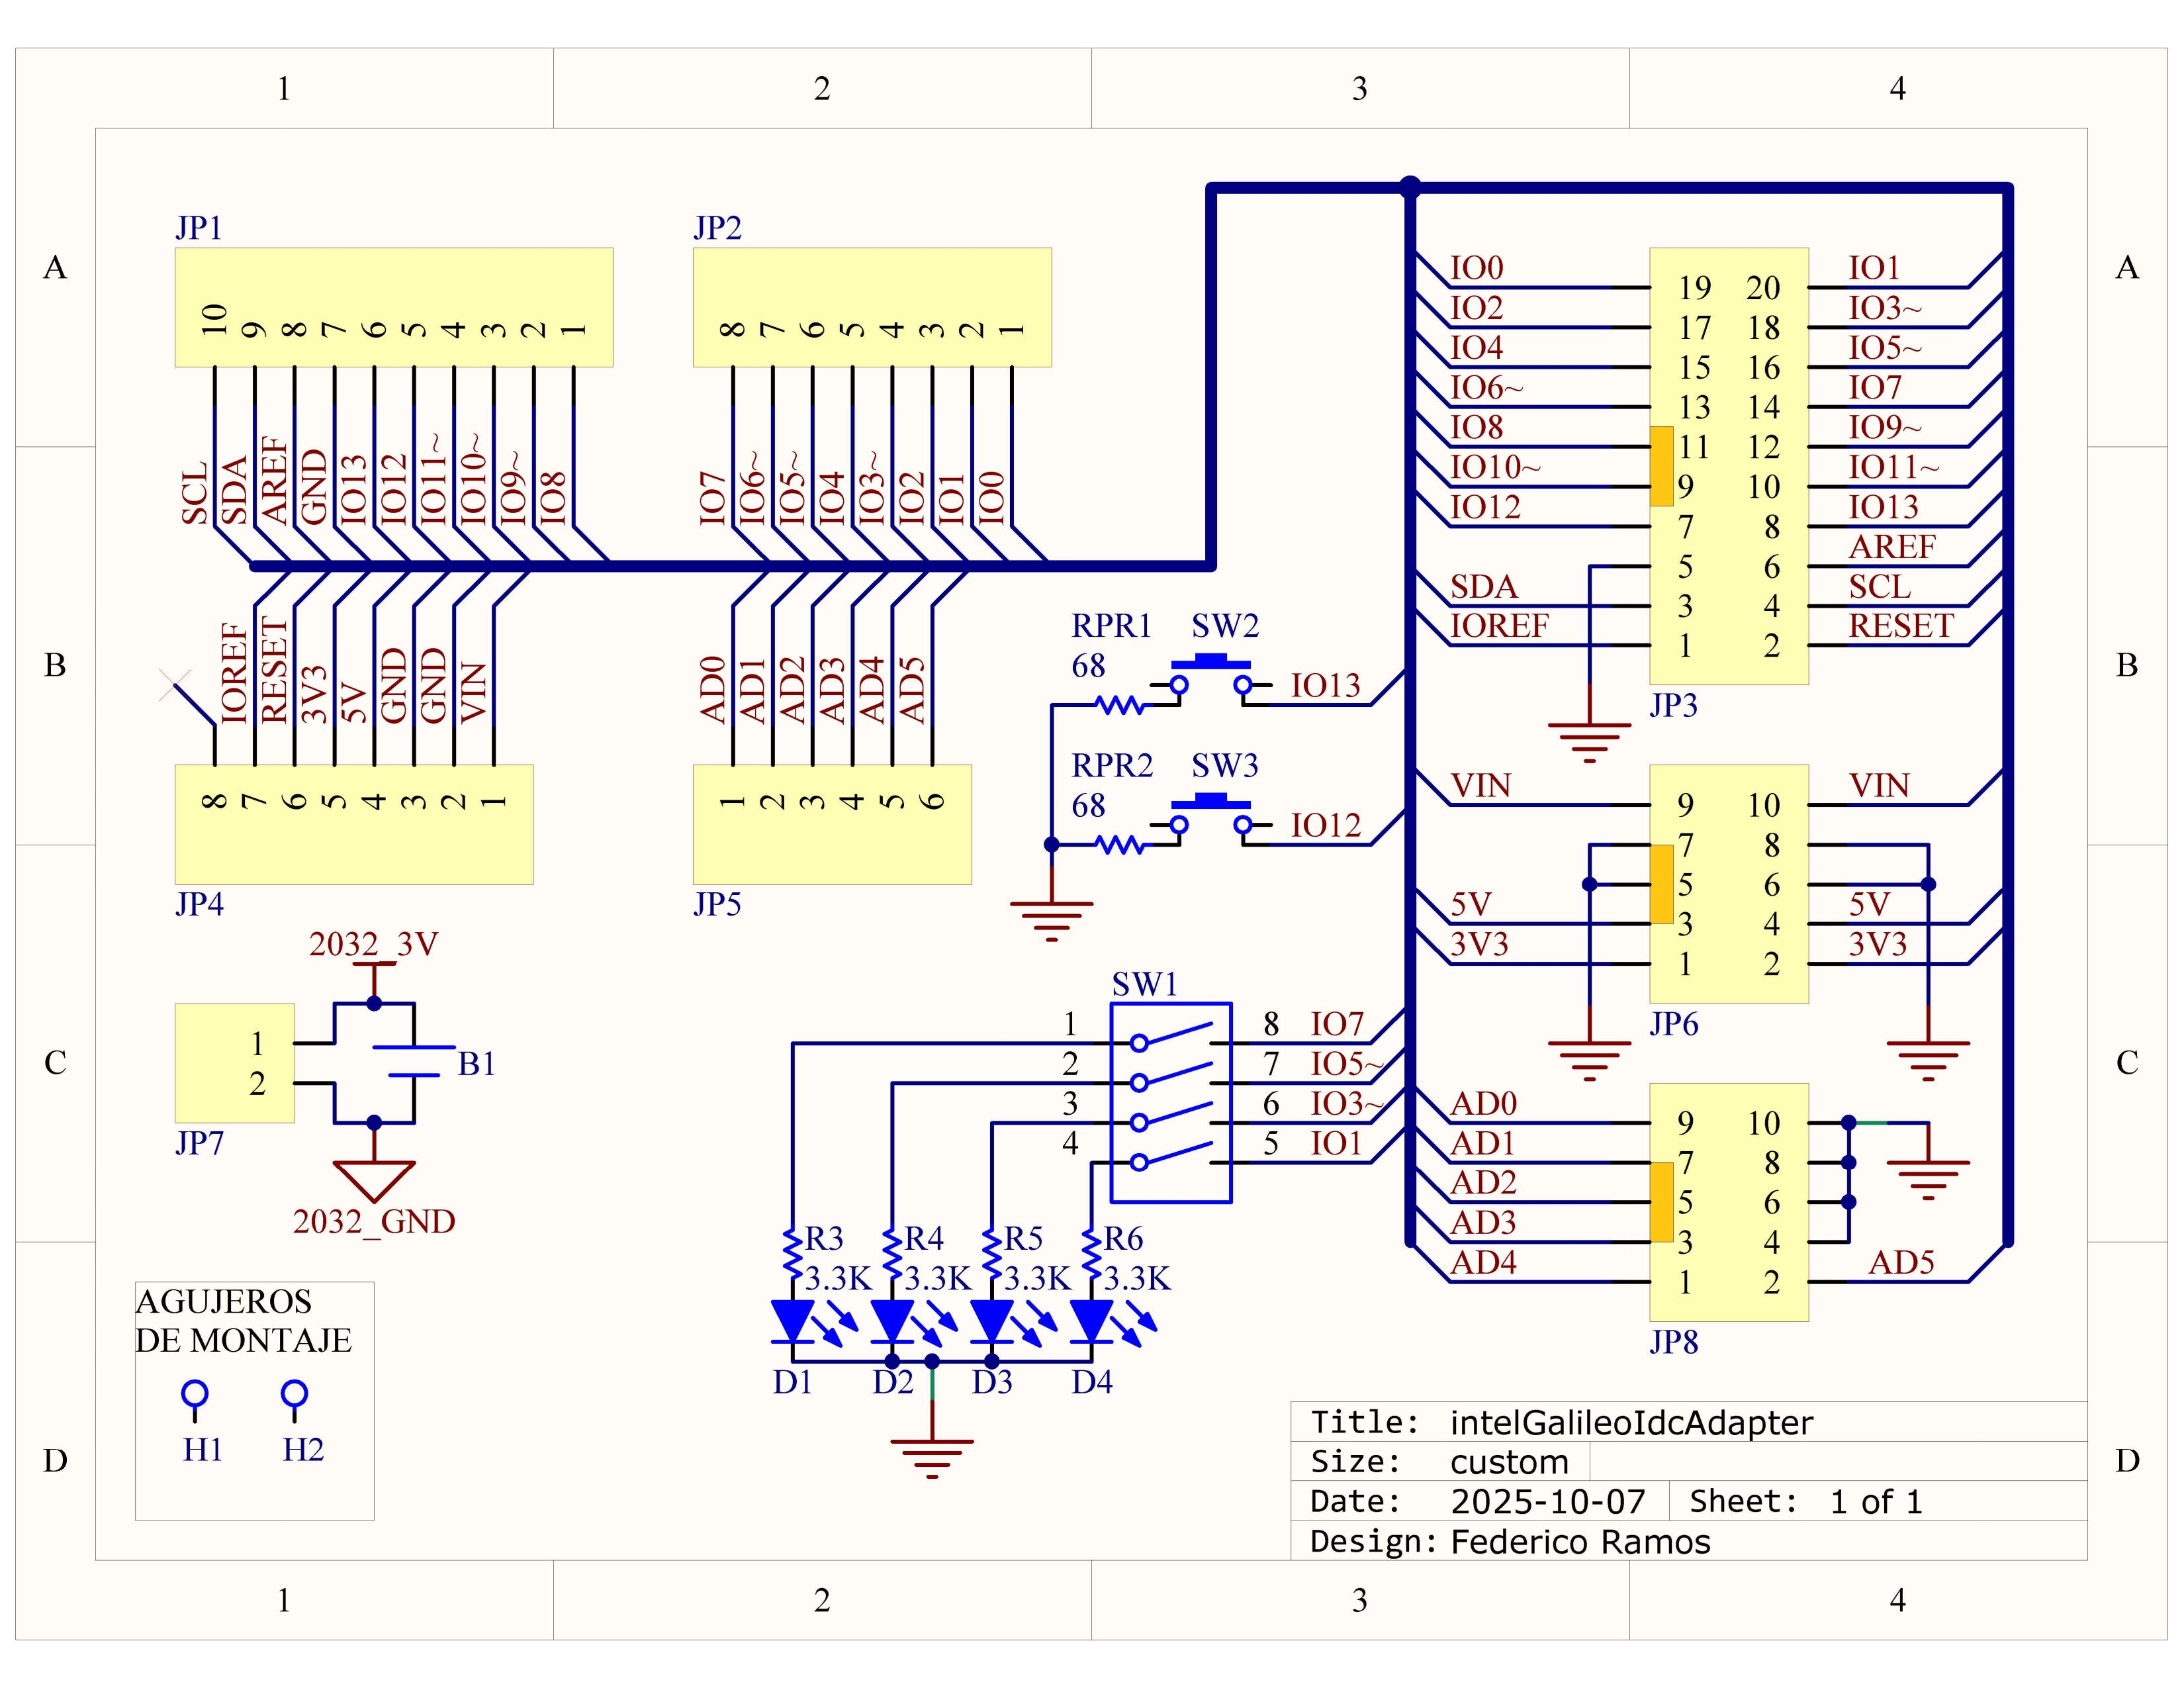 1 2 3 4
A A
B B
C C
D D
1 2 3 4
JP1
10 9 8 7 6 5 4 3 2 1
SCL SDA AREF GND IO13 IO12 IO11~ IO10~ IO9~ IO8
JP2
8 7 6 5 4 3 2 1
IO7 IO6~ IO5~ IO4 IO3~ IO2 IO1 IO0
IOREF RESET 3V3 5V GND GND VIN
8 7 6 5 4 3 2 1
JP4
AD0 AD1 AD2 AD3 AD4 AD5
1 2 3 4 5 6
JP5
RPR1 SW2
68
IO13
RPR2 SW3
68
IO12
IO0 19 20 IO1
IO2 17 18 IO3~
IO4 15 16 IO5~
IO6~ 13 14 IO7
IO8 11 12 IO9~
IO10~ 9 10 IO11~
IO12 7 8 IO13
5 6 AREF
SDA 3 4 SCL
IOREF 1 2 RESET
JP3
VIN 9 10 VIN
7 8
5 6
5V 3 4 5V
3V3 1 2 3V3
JP6
2032_3V
1
2
B1
JP7
2032_GND
SW1
1 8 IO7
2 7 IO5~
3 6 IO3~
4 5 IO1
R3 R4 R5 R6
3.3K 3.3K 3.3K 3.3K
D1 D2 D3 D4
AD0 9 10
AD1 7 8
AD2 5 6
AD3 3 4
AD4 1 2 AD5
JP8
AGUJEROS
DE MONTAJE
H1 H2
Title: intelGalileoIdcAdapter
Size: custom
Date: 2025-10-07 Sheet: 1 of 1
Design: Federico Ramos